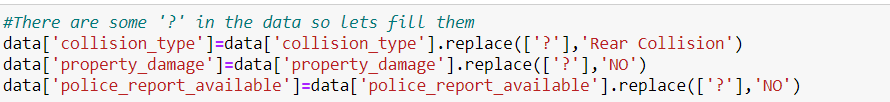 #There are some '?' in the data so lets fill them
data['collision_type']=data['collision_type'].replace(['?'],'Rear Collision')
data['property_damage']=data['property_damage'].replace(['?'],'NO')
data['police_report_available']=data['police_report_available'].replace(['?'],'NO')